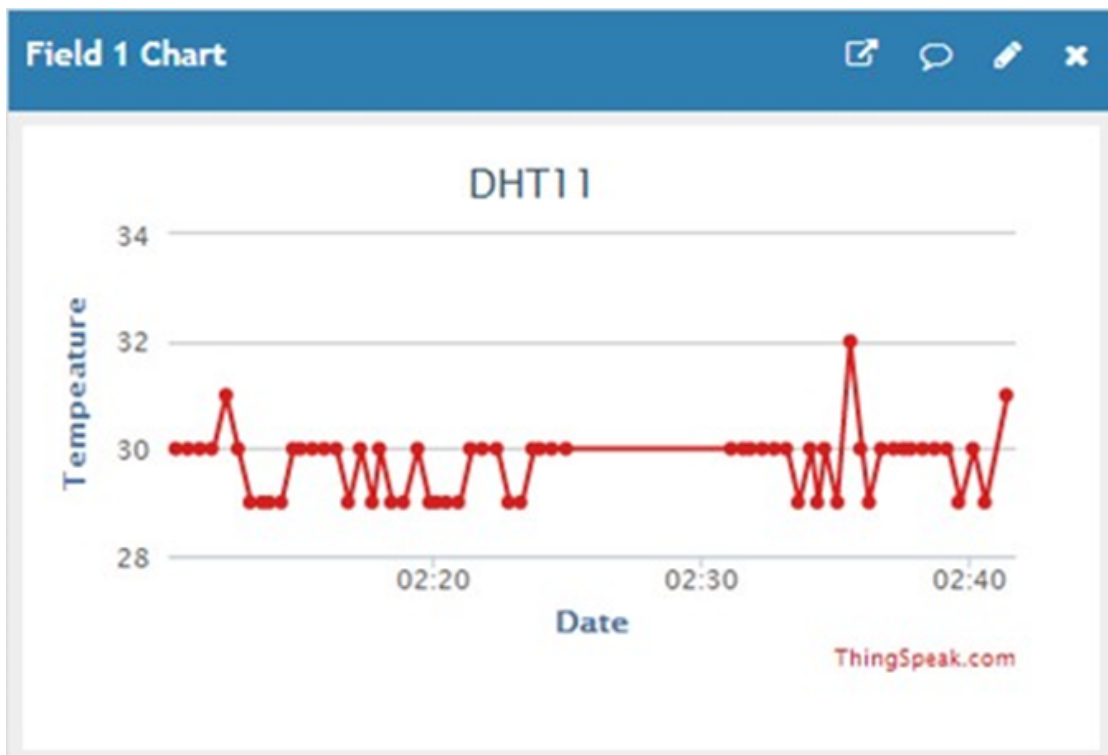 Field 1 Chart
DHT11
34
32
30
28
Tempeature
02:20 02:30 02:40
Date
ThingSpeak.com